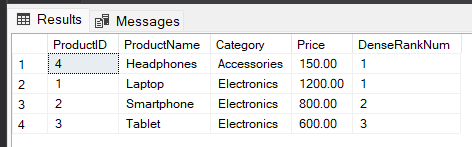 Results Messages
ProductID ProductName Category Price DenseRankNum
1 4 Headphones Accessories 150.00 1
2 1 Laptop Electronics 1200.00 1
3 2 Smartphone Electronics 800.00 2
4 3 Tablet Electronics 600.00 3